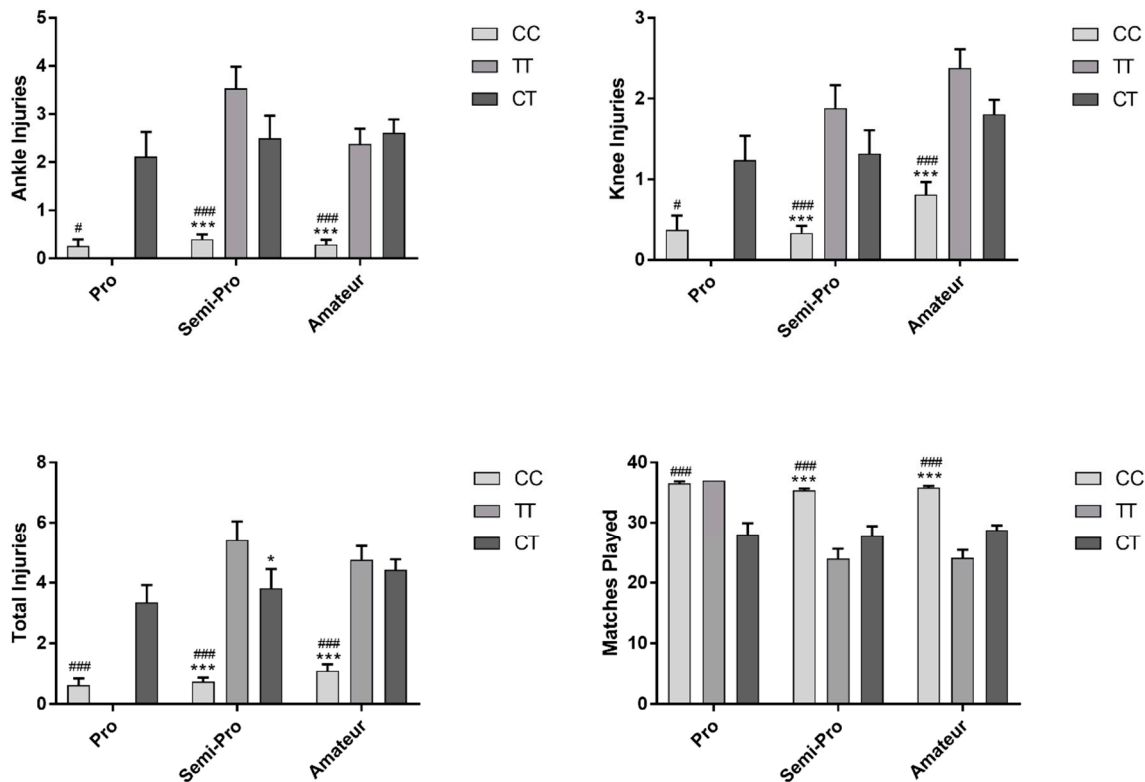 Ankle Injuries
5
4
3
2
1
0
#
###
***
###
***
Pro
Semi-Pro
Amateur
CC
TT
CT
Knee Injuries
3
2
1
0
#
###
***
###
***
Pro
Semi-Pro
Amateur
CC
TT
CT
Total Injuries
8
6
4
2
0
###
###
***
*
###
***
Pro
Semi-Pro
Amateur
CC
TT
CT
Matches Played
40
30
20
10
0
###
###
***
###
***
Pro
Semi-Pro
Amateur
CC
TT
CT